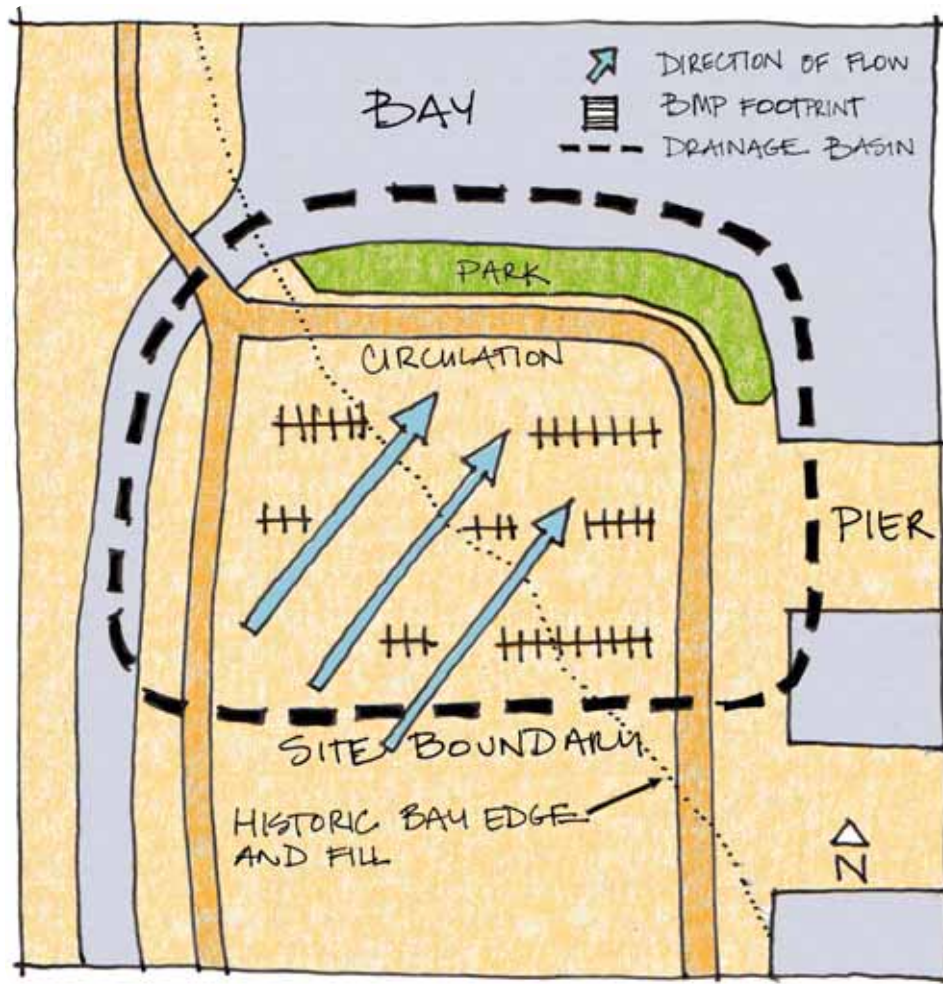 BAY
DIRECTION OF FLOW
BMP FOOTPRINT
DRAINAGE BASIN
PARK
CIRCULATION
PIER
SITE BOUNDARY
HISTORIC BAY EDGE
AND FILL
N